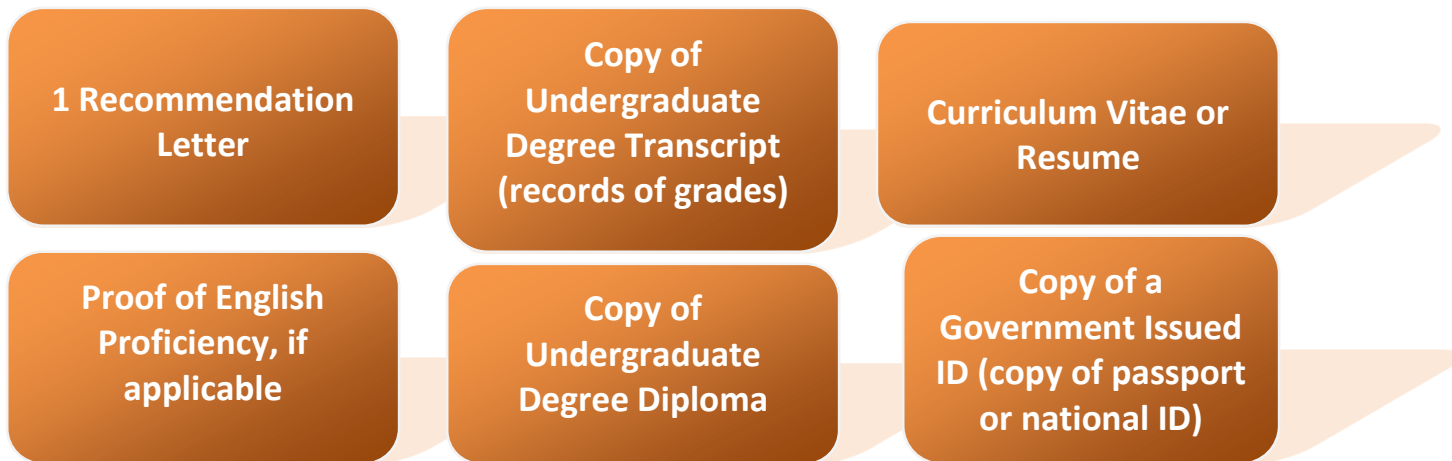 1 Recommendation
Letter
Copy of
Undergraduate
Degree Transcript
(records of grades)
Curriculum Vitae or
Resume
Proof of English
Proficiency, if
applicable
Copy of
Undergraduate
Degree Diploma
Copy of a
Government Issued
ID (copy of passport
or national ID)